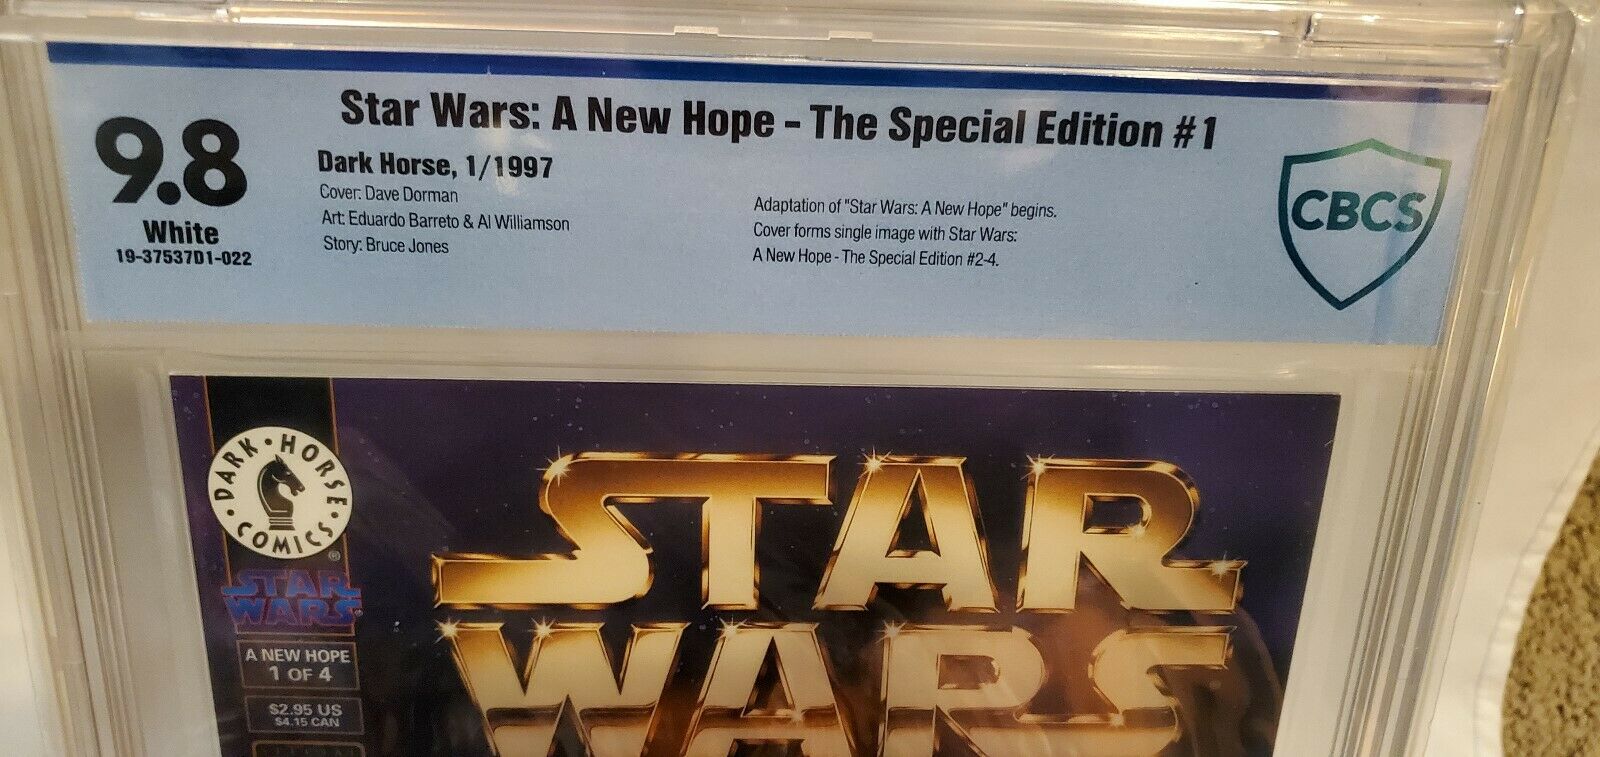 Star Wars: A New Hope - The Special Edition #1
9.8
White
19-37537D1-022
Dark Horse, 1/1997
Cover: Dave Dorman
Art: Eduardo Barreto & Al Williamson
Story: Bruce Jones
Adaptation of "Star Wars: A New Hope" begins.
Cover forms single image with Star Wars:
A New Hope - The Special Edition #2-4.
CBCS
DARK • HORSE • COMICS •
®
STAR
WARS®
A NEW HOPE
1 OF 4
$2.95 US
$4.15 CAN
STAR
WARS